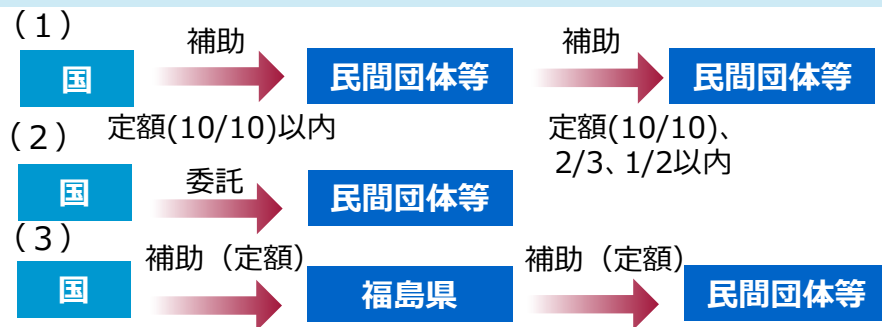 （１）
補助
補助
国
民間団体等
民間団体等
定額(10/10)以内
定額(10/10)、
2/3、1/2以内
（２）
委託
国
民間団体等
（３）
補助（定額）
補助（定額）
国
福島県
民間団体等